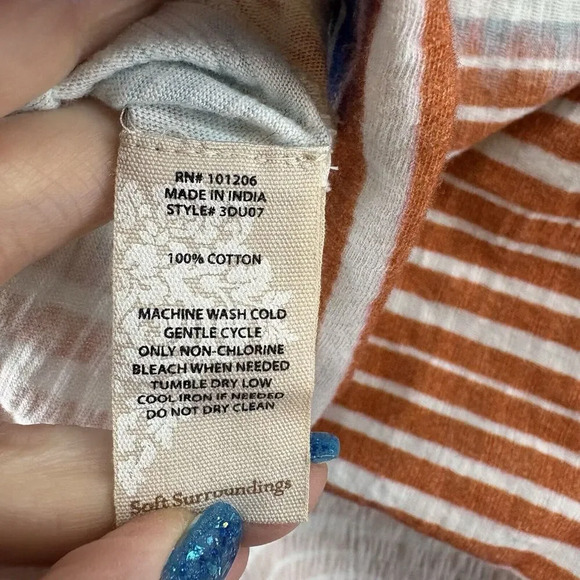 RN# 101206
MADE IN INDIA
STYLE# 3DU07
100% COTTON
MACHINE WASH COLD
GENTLE CYCLE
ONLY NON-CHLORINE
BLEACH WHEN NEEDED
TUMBLE DRY LOW
COOL IRON IF NEEDED
DO NOT DRY CLEAN
Soft Surroundings